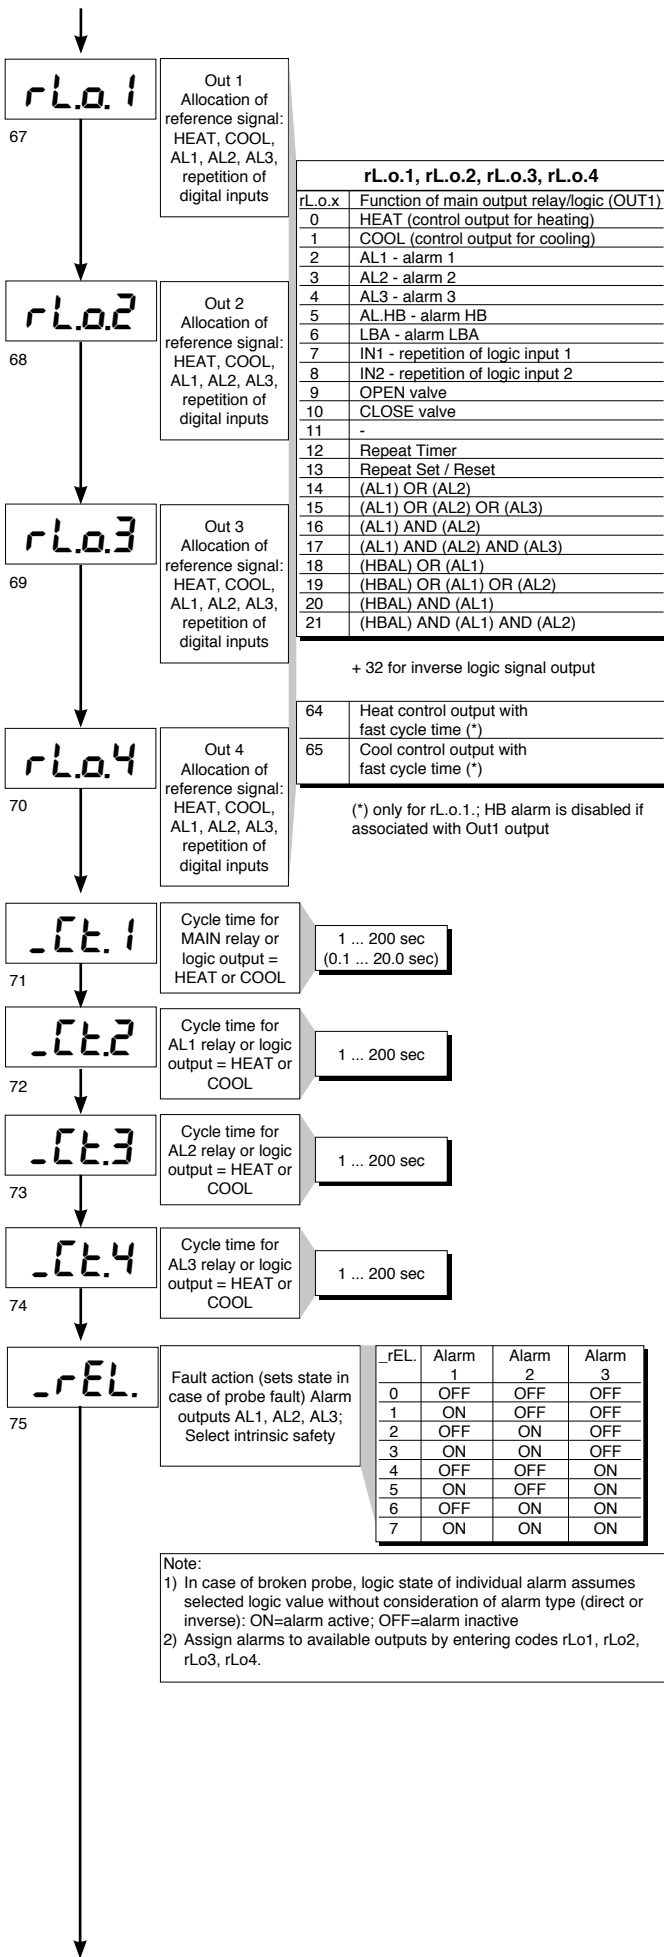 rL.o.1
67
Out 1
Allocation of
reference signal:
HEAT, COOL,
AL1, AL2, AL3,
repetition of
digital inputs
rL.o.2
68
Out 2
Allocation of
reference signal:
HEAT, COOL,
AL1, AL2, AL3,
repetition of
digital inputs
rL.o.3
69
Out 3
Allocation of
reference signal:
HEAT, COOL,
AL1, AL2, AL3,
repetition of
digital inputs
rL.o.4
70
Out 4
Allocation of
reference signal:
HEAT, COOL,
AL1, AL2, AL3,
repetition of
digital inputs
rL.o.1, rL.o.2, rL.o.3, rL.o.4
rL.o.x Function of main output relay/logic (OUT1)
0 HEAT (control output for heating)
1 COOL (control output for cooling)
2 AL1 - alarm 1
3 AL2 - alarm 2
4 AL3 - alarm 3
5 AL.HB - alarm HB
6 LBA - alarm LBA
7 IN1 - repetition of logic input 1
8 IN2 - repetition of logic input 2
9 OPEN valve
10 CLOSE valve
11 -
12 Repeat Timer
13 Repeat Set / Reset
14 (AL1) OR (AL2)
15 (AL1) OR (AL2) OR (AL3)
16 (AL1) AND (AL2)
17 (AL1) AND (AL2) AND (AL3)
18 (HBAL) OR (AL1)
19 (HBAL) OR (AL1) OR (AL2)
20 (HBAL) AND (AL1)
21 (HBAL) AND (AL1) AND (AL2)
+ 32 for inverse logic signal output
64 Heat control output with
fast cycle time (*)
65 Cool control output with
fast cycle time (*)
(*) only for rL.o.1.; HB alarm is disabled if
associated with Out1 output
_Ct.1
71
Cycle time for
MAIN relay or
logic output =
HEAT or COOL
1 ... 200 sec
(0.1 ... 20.0 sec)
_Ct.2
72
Cycle time for
AL1 relay or logic
output = HEAT or
COOL
1 ... 200 sec
_Ct.3
73
Cycle time for
AL2 relay or logic
output = HEAT or
COOL
1 ... 200 sec
_Ct.4
74
Cycle time for
AL3 relay or logic
output = HEAT or
COOL
1 ... 200 sec
_rEL.
75
Fault action (sets state in
case of probe fault) Alarm
outputs AL1, AL2, AL3;
Select intrinsic safety
_rEL. Alarm Alarm Alarm
1 2 3
0 OFF OFF OFF
1 ON OFF OFF
2 OFF ON OFF
3 ON ON OFF
4 OFF OFF ON
5 ON OFF ON
6 OFF ON ON
7 ON ON ON
Note:
1) In case of broken probe, logic state of individual alarm assumes
selected logic value without consideration of alarm type (direct or
inverse): ON=alarm active; OFF=alarm inactive
2) Assign alarms to available outputs by entering codes rLo1, rLo2,
rLo3, rLo4.